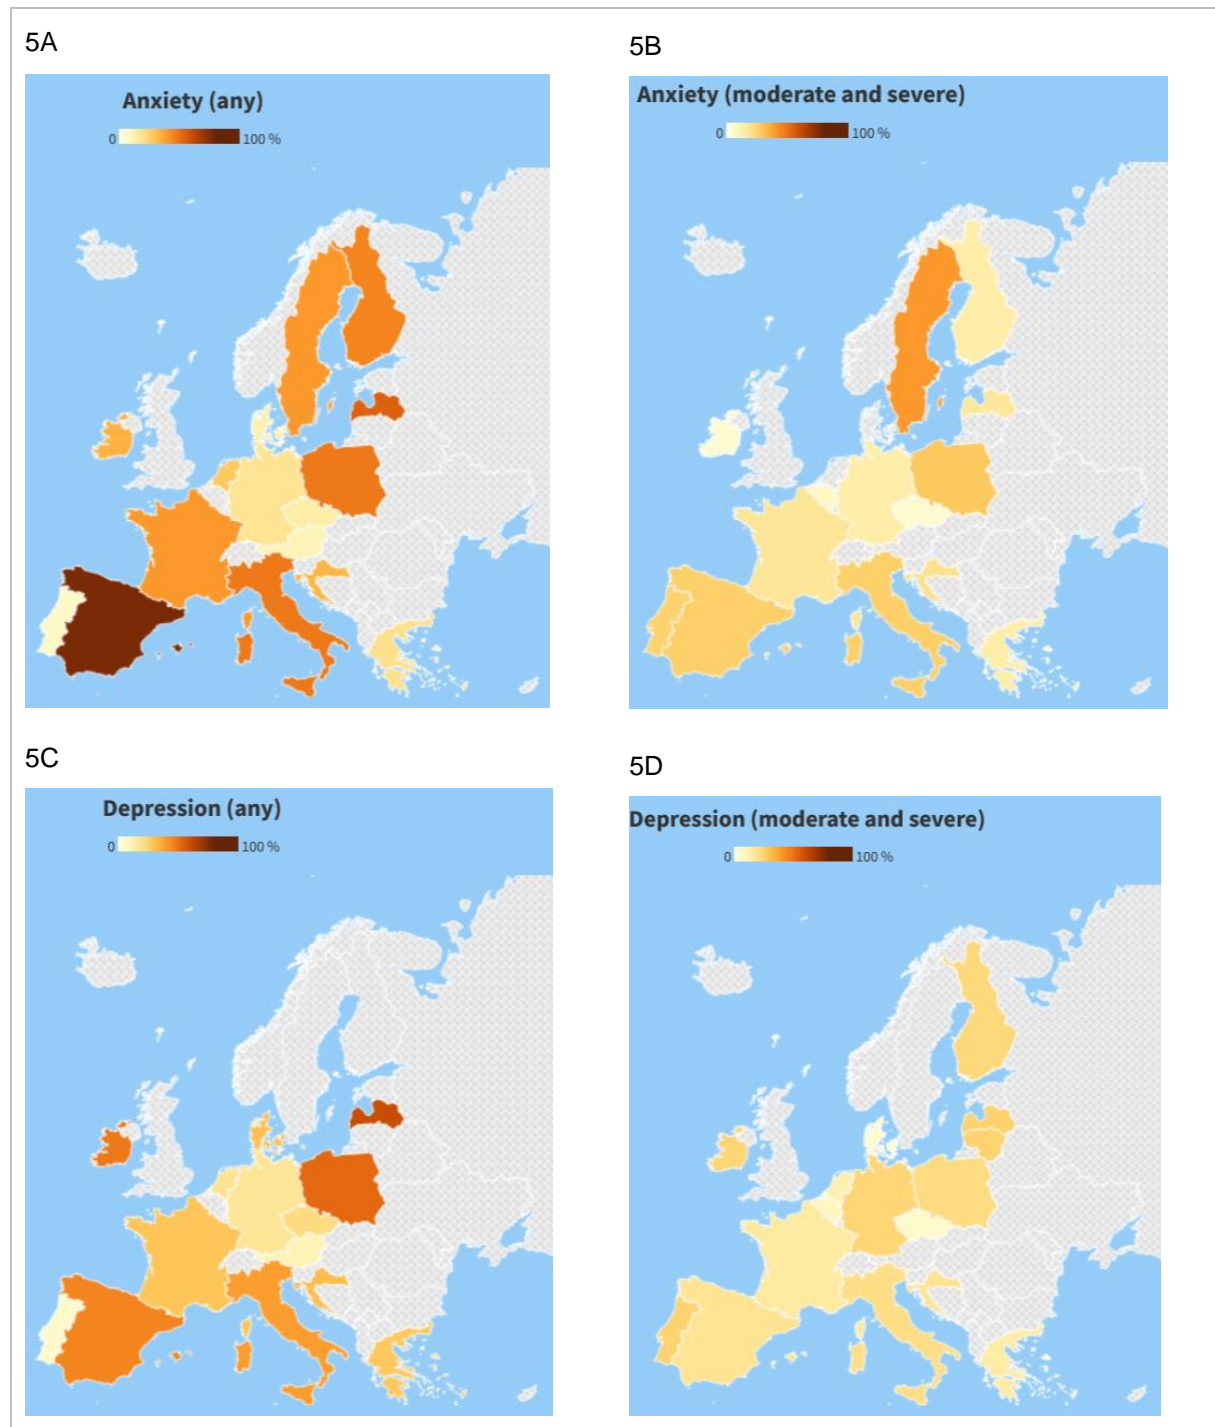 5A
Anxiety (any)
0 100 %
5B
Anxiety (moderate and severe)
0 100 %
5C
Depression (any)
0 100 %
5D
Depression (moderate and severe)
0 100 %